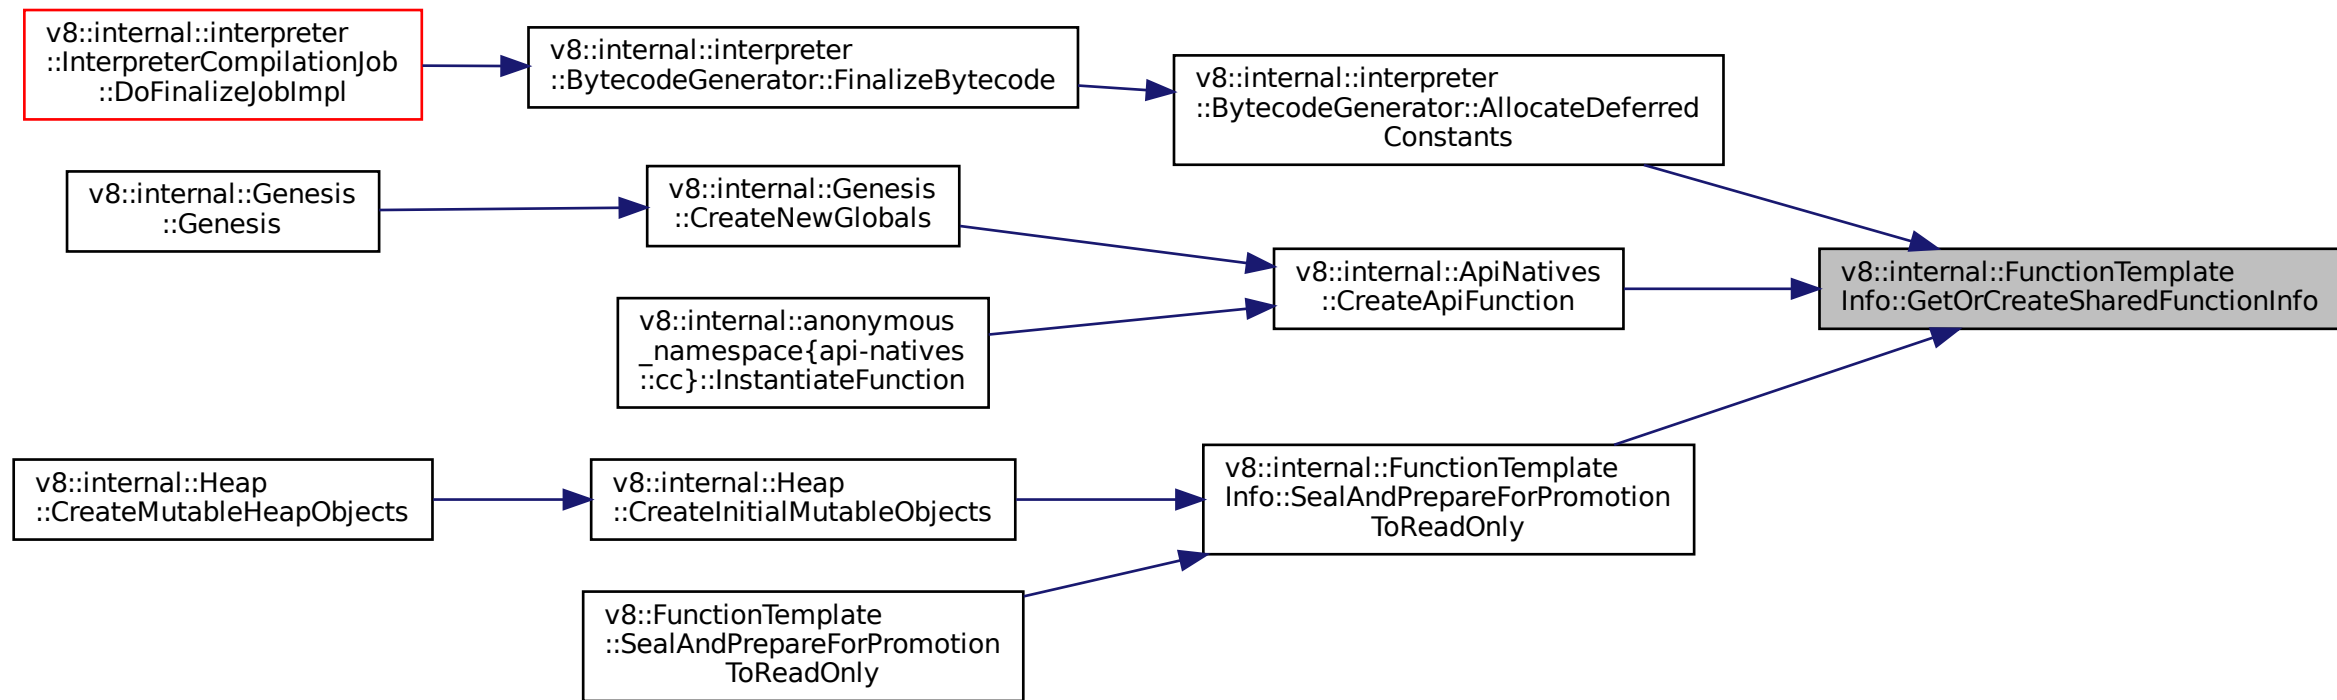 v8::internal::interpreter
::InterpreterCompilationJob
::DoFinalizeJobImpl
v8::internal::interpreter
::BytecodeGenerator::FinalizeBytecode
v8::internal::interpreter
::BytecodeGenerator::AllocateDeferred
Constants
v8::internal::Genesis
::Genesis
v8::internal::Genesis
::CreateNewGlobals
v8::internal::anonymous
_namespace{api-natives
::cc}::InstantiateFunction
v8::internal::ApiNatives
::CreateApiFunction
v8::internal::FunctionTemplate
Info::GetOrCreateSharedFunctionInfo
v8::internal::Heap
::CreateMutableHeapObjects
v8::internal::Heap
::CreateInitialMutableObjects
v8::internal::FunctionTemplate
Info::SealAndPrepareForPromotion
ToReadOnly
v8::FunctionTemplate
::SealAndPrepareForPromotion
ToReadOnly